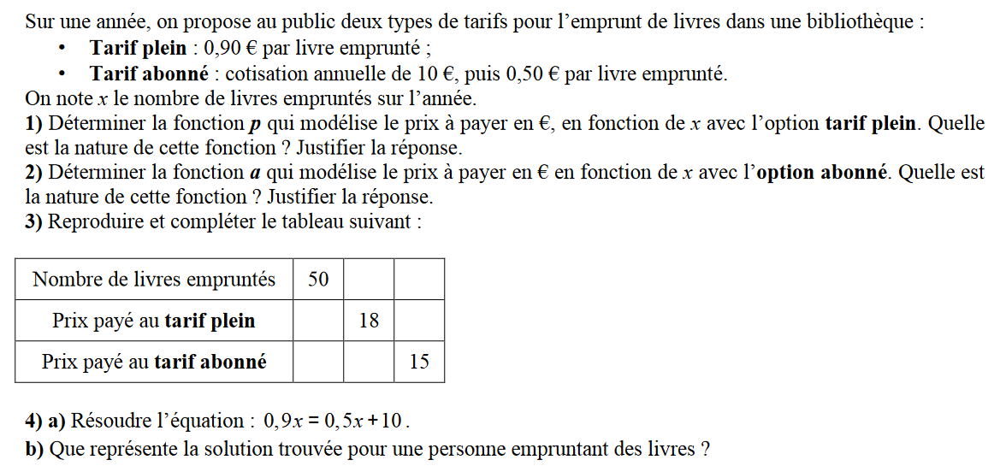 Sur une année, on propose au public deux types de tarifs pour l’emprunt de livres dans une bibliothèque :
• Tarif plein : 0,90 € par livre emprunté ;
• Tarif abonné : cotisation annuelle de 10 €, puis 0,50 € par livre emprunté.
On note x le nombre de livres empruntés sur l’année.
1) Déterminer la fonction p qui modélise le prix à payer en €, en fonction de x avec l’option tarif plein. Quelle
est la nature de cette fonction ? Justifier la réponse.
2) Déterminer la fonction a qui modélise le prix à payer en € en fonction de x avec l’option abonné. Quelle est
la nature de cette fonction ? Justifier la réponse.
3) Reproduire et compléter le tableau suivant :
Nombre de livres empruntés 50
Prix payé au tarif plein 18
Prix payé au tarif abonné 15
4) a) Résoudre l’équation : 0,9x = 0,5x+10 .
b) Que représente la solution trouvée pour une personne empruntant des livres ?